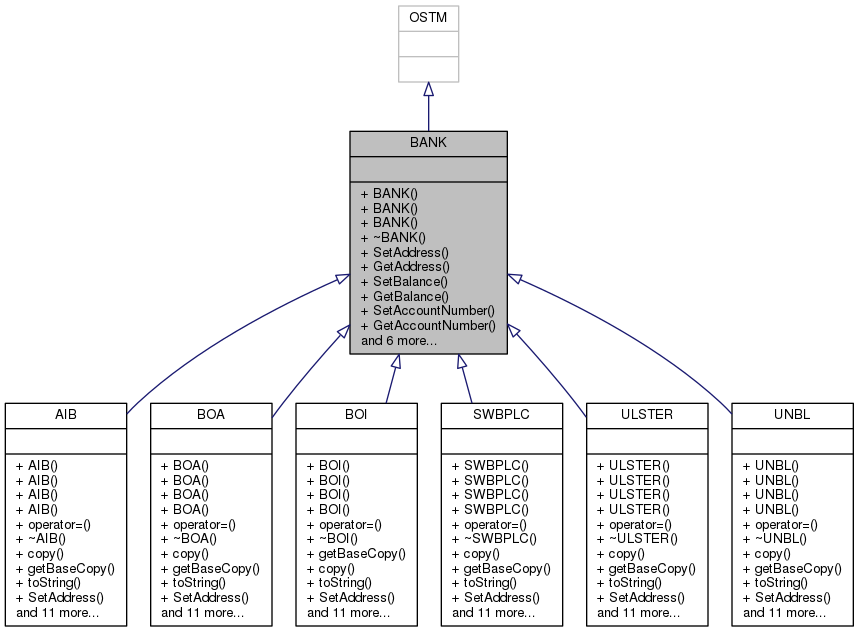 OSTM
BANK
+ BANK()
+ BANK()
+ BANK()
+ ~BANK()
+ SetAddress()
+ GetAddress()
+ SetBalance()
+ GetBalance()
+ SetAccountNumber()
+ GetAccountNumber()
and 6 more...
AIB
+ AIB()
+ AIB()
+ AIB()
+ AIB()
+ operator=()
+ ~AIB()
+ copy()
+ getBaseCopy()
+ toString()
+ SetAddress()
and 11 more...
BOA
+ BOA()
+ BOA()
+ BOA()
+ BOA()
+ operator=()
+ ~BOA()
+ copy()
+ getBaseCopy()
+ toString()
+ SetAddress()
and 11 more...
BOI
+ BOI()
+ BOI()
+ BOI()
+ BOI()
+ operator=()
+ ~BOI()
+ getBaseCopy()
+ copy()
+ toString()
+ SetAddress()
and 11 more...
SWBPLC
+ SWBPLC()
+ SWBPLC()
+ SWBPLC()
+ SWBPLC()
+ operator=()
+ ~SWBPLC()
+ copy()
+ getBaseCopy()
+ toString()
+ SetAddress()
and 11 more...
ULSTER
+ ULSTER()
+ ULSTER()
+ ULSTER()
+ ULSTER()
+ operator=()
+ ~ULSTER()
+ copy()
+ getBaseCopy()
+ toString()
+ SetAddress()
and 11 more...
UNBL
+ UNBL()
+ UNBL()
+ UNBL()
+ UNBL()
+ operator=()
+ ~UNBL()
+ copy()
+ getBaseCopy()
+ toString()
+ SetAddress()
and 11 more...